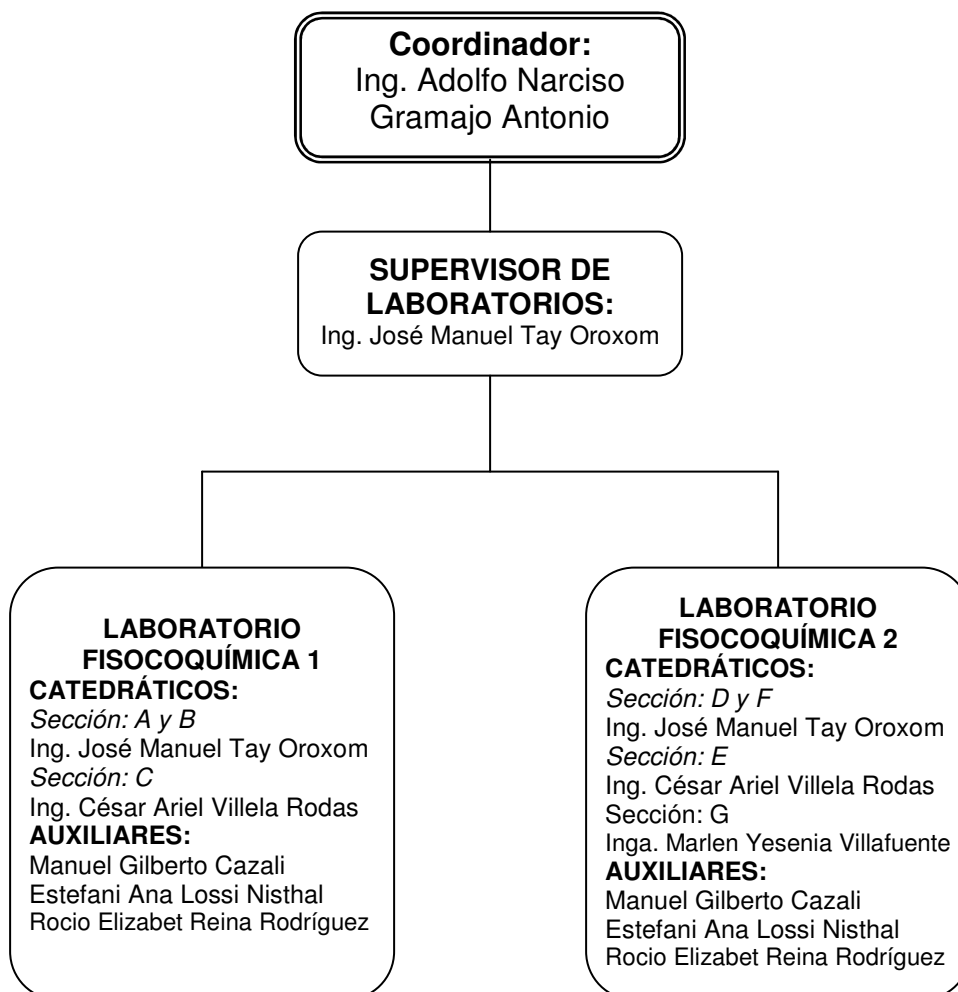 Coordinador:
Ing. Adolfo Narciso
Gramajo Antonio
SUPERVISOR DE
LABORATORIOS:
Ing. José Manuel Tay Oroxom
LABORATORIO
FISOCOQUÍMICA 1
CATEDRÁTICOS:
Sección: A y B
Ing. José Manuel Tay Oroxom
Sección: C
Ing. César Ariel Villela Rodas
AUXILIARES:
Manuel Gilberto Cazali
Estefani Ana Lossi Nisthal
Rocio Elizabet Reina Rodríguez
LABORATORIO
FISOCOQUÍMICA 2
CATEDRÁTICOS:
Sección: D y F
Ing. José Manuel Tay Oroxom
Sección: E
Ing. César Ariel Villela Rodas
Sección: G
Inga. Marlen Yesenia Villafuente
AUXILIARES:
Manuel Gilberto Cazali
Estefani Ana Lossi Nisthal
Rocio Elizabet Reina Rodríguez